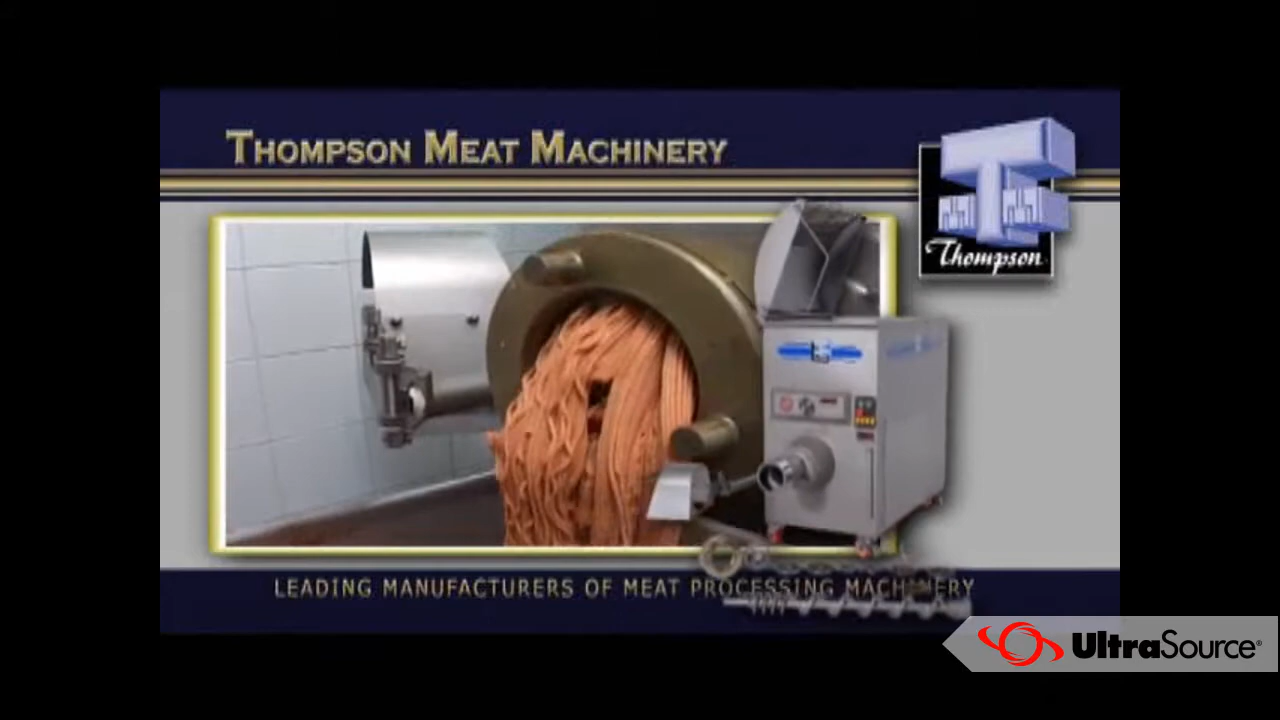 THOMPSON MEAT MACHINERY
Thompson
LEADING MANUFACTURERS OF MEAT PROCESSING MACHINERY
UltraSource®